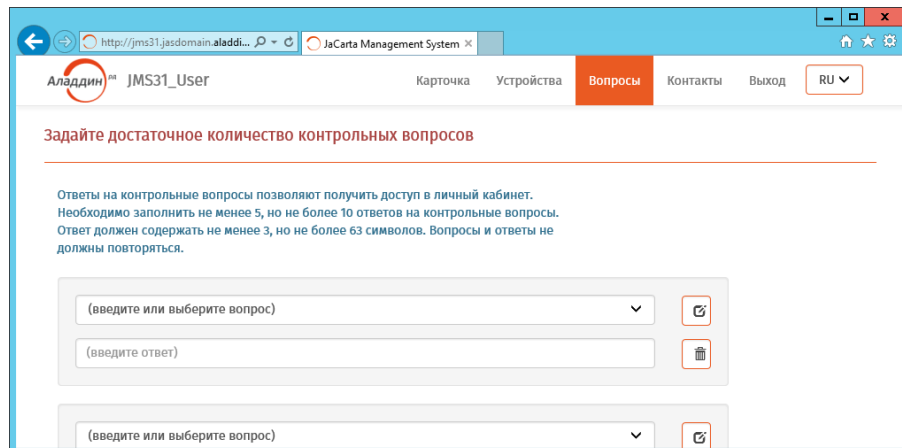 http://jms31.jasdomain.aladdi...
JaCarta Management System
Аладдин РД JMS31_User Карточка Устройства Вопросы Контакты Выход RU
Задайте достаточное количество контрольных вопросов
Ответы на контрольные вопросы позволяют получить доступ в личный кабинет.
Необходимо заполнить не менее 5, но не более 10 ответов на контрольные вопросы.
Ответ должен содержать не менее 3, но не более 63 символов. Вопросы и ответы не
должны повторяться.
(введите или выберите вопрос)
(введите ответ)
(введите или выберите вопрос)